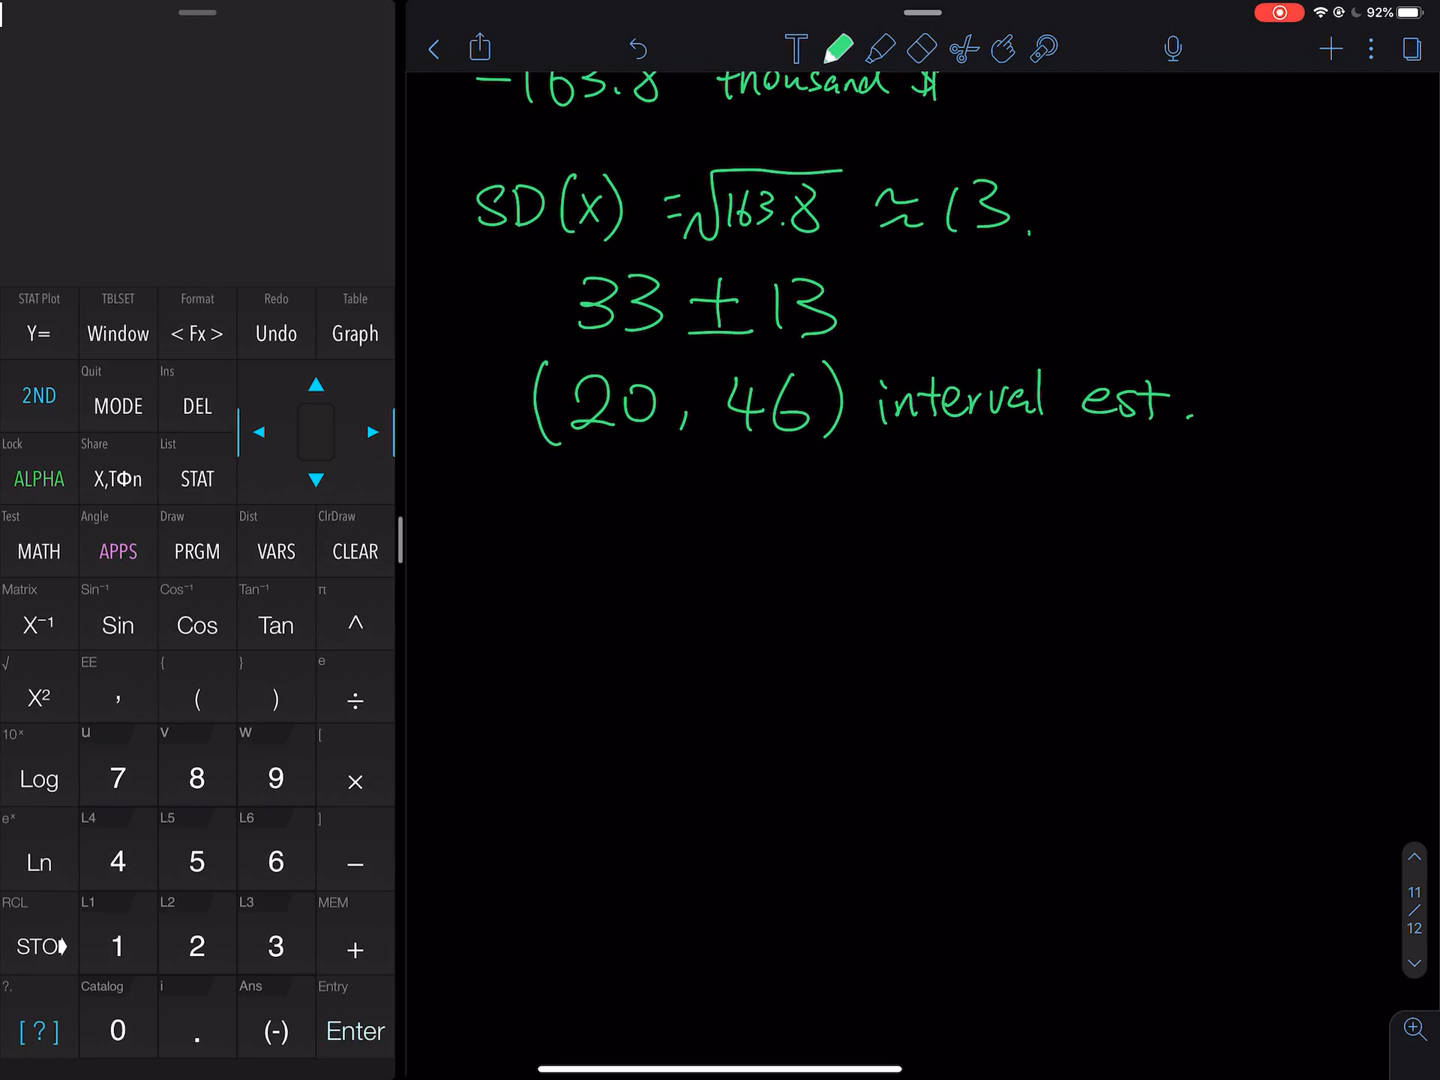 92%
T
-163.8 thousand $
SD(x) = √163.8 ≈ 13.
33 ± 13
(20, 46) interval est.
11
/
12
STAT Plot TBLSET Format Redo Table
Y= Window < Fx > Undo Graph
Quit Ins
2ND MODE DEL
Lock Share List
ALPHA X,TΦn STAT
Test Angle Draw Dist ClrDraw
MATH APPS PRGM VARS CLEAR
Matrix Sin⁻¹ Cos⁻¹ Tan⁻¹ π
X⁻¹ Sin Cos Tan ^
√ EE { } e
X² , ( ) ÷
10ˣ u v w [
Log 7 8 9 ×
eˣ L4 L5 L6 ]
Ln 4 5 6 −
RCL L1 L2 L3 MEM
STO 1 2 3 +
?. Catalog i Ans Entry
[ ? ] 0 . (-) Enter